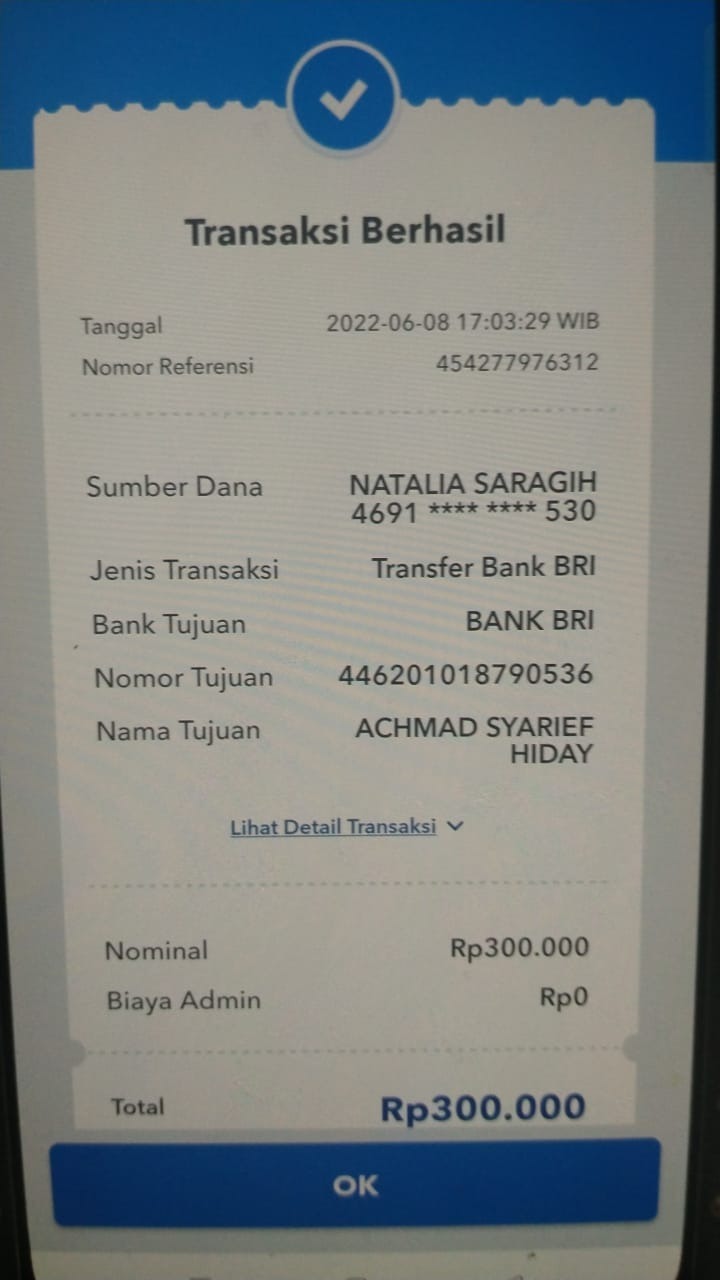 Transaksi Berhasil
Tanggal 2022-06-08 17:03:29 WIB
Nomor Referensi 454277976312
Sumber Dana NATALIA SARAGIH
4691 **** **** 530
Jenis Transaksi Transfer Bank BRI
Bank Tujuan BANK BRI
Nomor Tujuan 446201018790536
Nama Tujuan ACHMAD SYARIEF
HIDAY
Lihat Detail Transaksi
Nominal Rp300.000
Biaya Admin Rp0
Total Rp300.000
OK